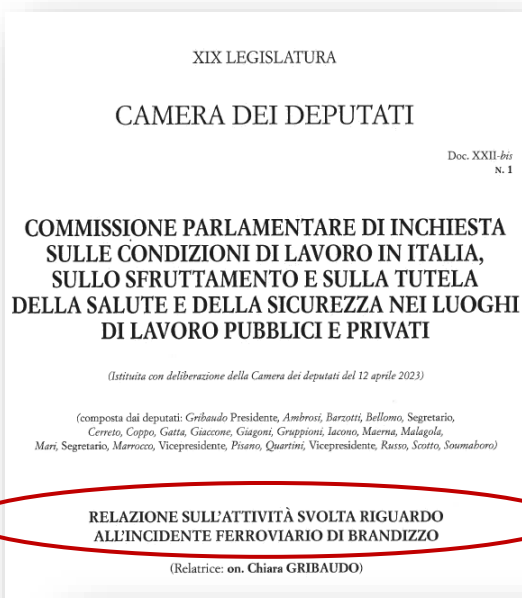 XIX LEGISLATURA
CAMERA DEI DEPUTATI
Doc. XXII-bis
N. 1
COMMISSIONE PARLAMENTARE DI INCHIESTA
SULLE CONDIZIONI DI LAVORO IN ITALIA,
SULLO SFRUTTAMENTO E SULLA TUTELA
DELLA SALUTE E DELLA SICUREZZA NEI LUOGHI
DI LAVORO PUBBLICI E PRIVATI
(Istituita con deliberazione della Camera dei deputati del 12 aprile 2023)
(composta dai deputati: Gribaudo Presidente, Ambrosi, Barzotti, Bellomo, Segretario,
Cerreto, Coppo, Gatta, Giaccone, Giagoni, Gruppioni, Iacono, Maerna, Malagola,
Mari, Segretario, Marrocco, Vicepresidente, Pisano, Quartini, Vicepresidente, Russo, Scotto, Soumahoro)
RELAZIONE SULL'ATTIVITÀ SVOLTA RIGUARDO
ALL'INCIDENTE FERROVIARIO DI BRANDIZZO
(Relatrice: on. Chiara GRIBAUDO)